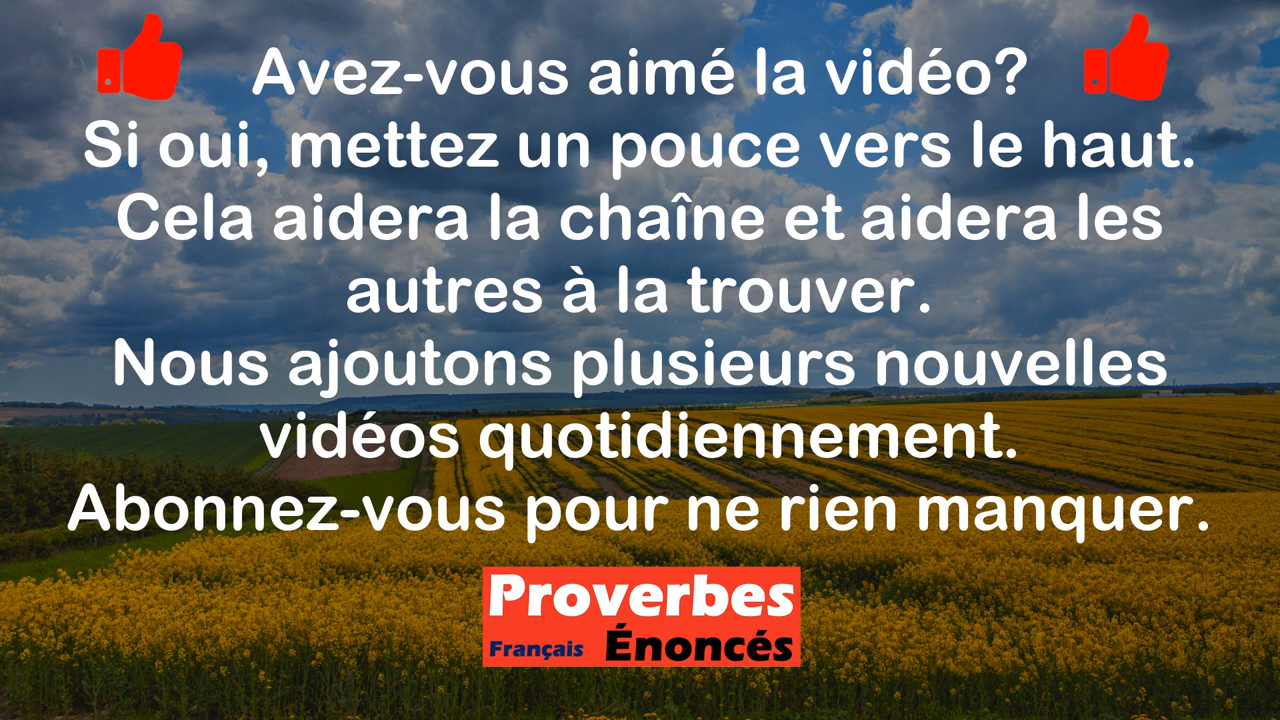 Avez-vous aimé la vidéo?
Si oui, mettez un pouce vers le haut.
Cela aidera la chaîne et aidera les
autres à la trouver.
Nous ajoutons plusieurs nouvelles
vidéos quotidiennement.
Abonnez-vous pour ne rien manquer.
Proverbes
Français Énoncés